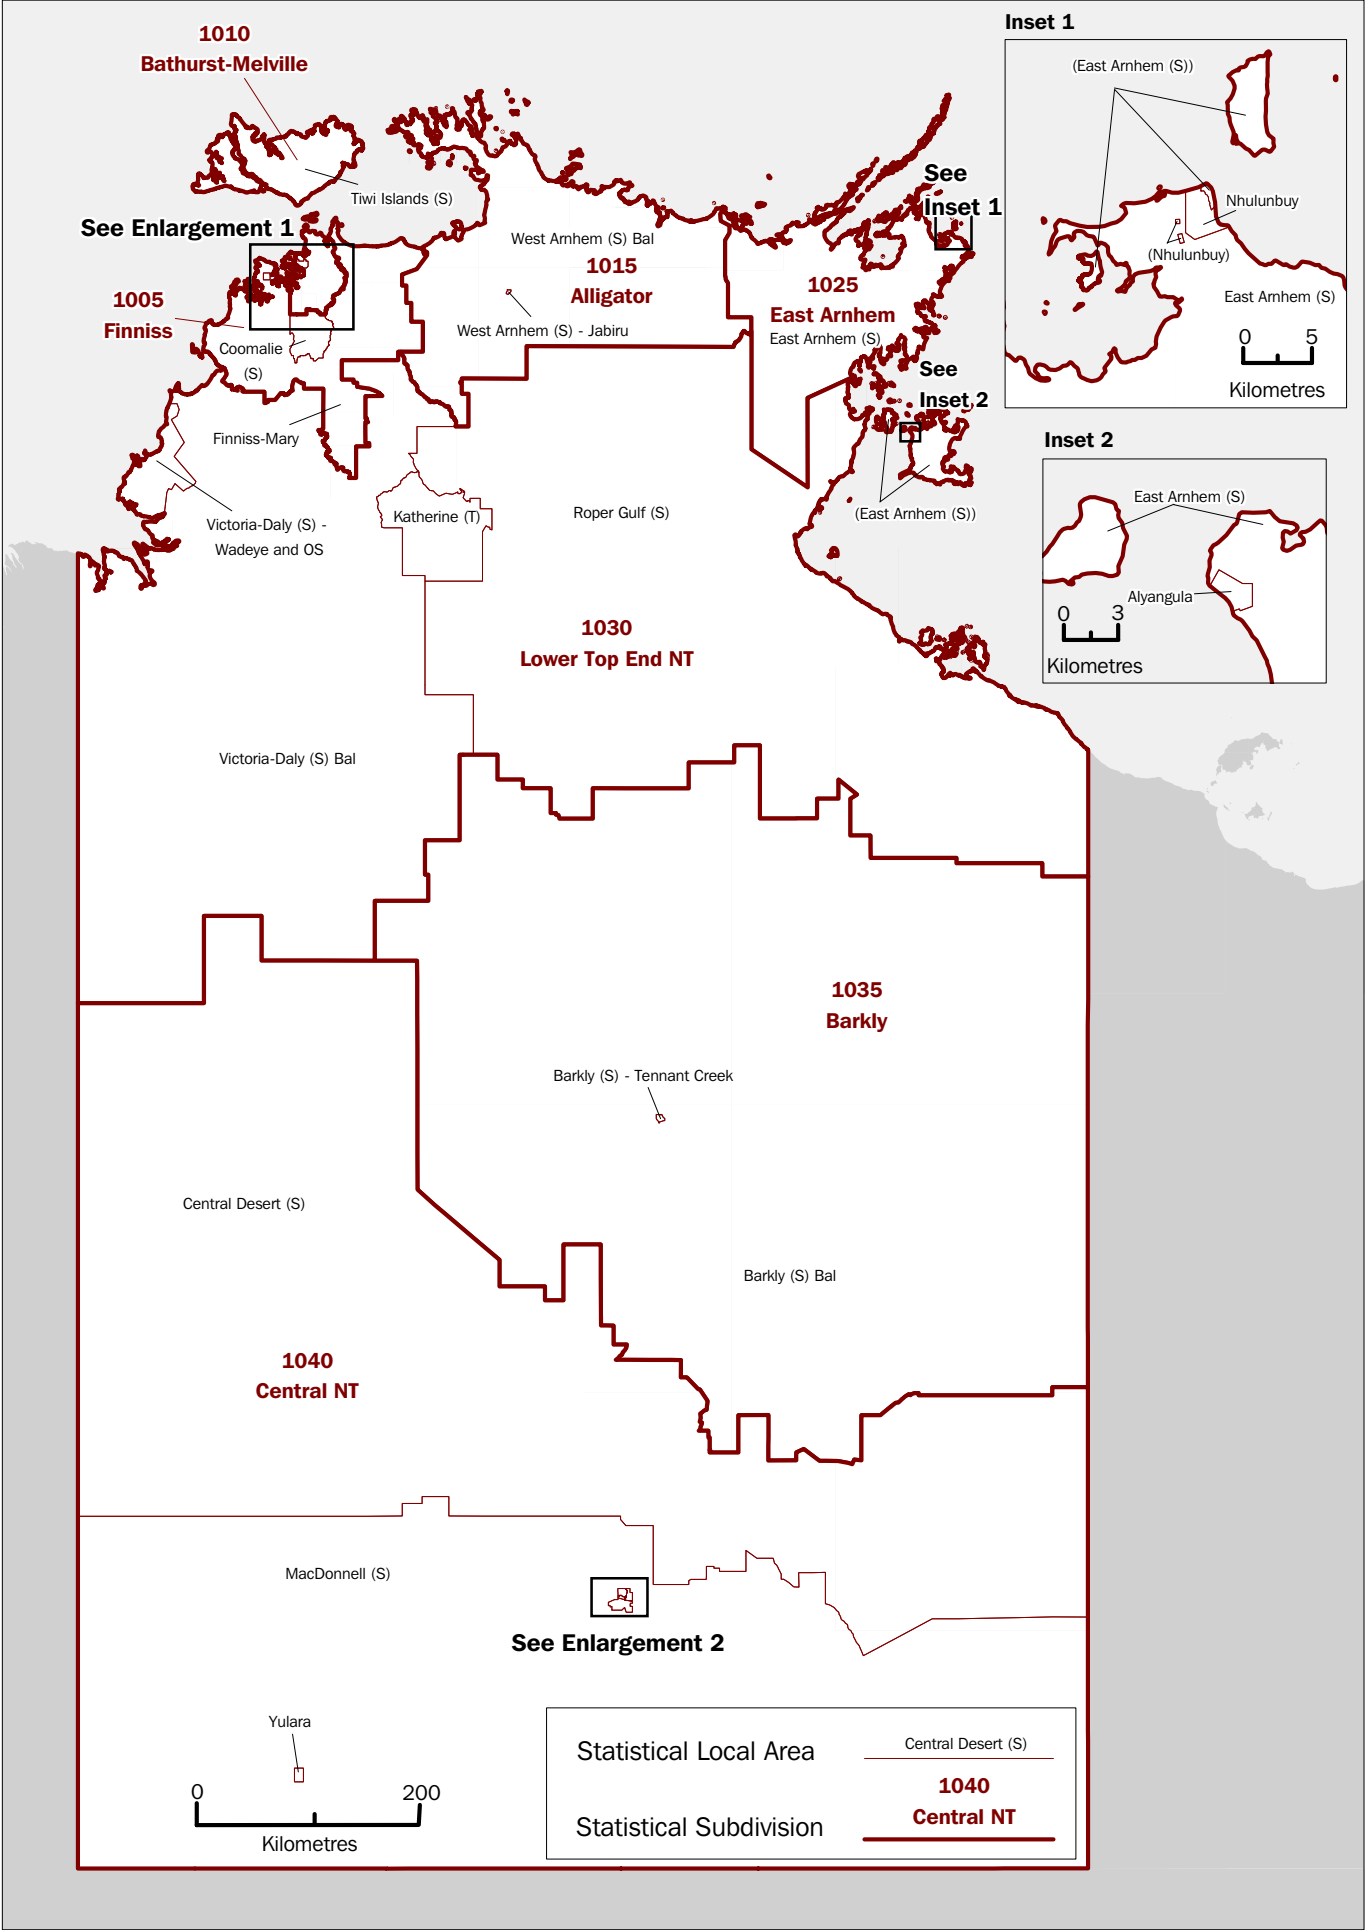 1010
Bathurst-Melville
Tiwi Islands (S)
See Enlargement 1
1005
Finniss
Coomalie
(S)
Finniss-Mary
Victoria-Daly (S) -
Wadeye and OS
West Arnhem (S) Bal
1015
Alligator
West Arnhem (S) - Jabiru
1025
East Arnhem
East Arnhem (S)
See
Inset 1
See
Inset 2
(East Arnhem (S))
Katherine (T)
Roper Gulf (S)
1030
Lower Top End NT
Victoria-Daly (S) Bal
1035
Barkly
Barkly (S) - Tennant Creek
Central Desert (S)
Barkly (S) Bal
1040
Central NT
MacDonnell (S)
See Enlargement 2
Yulara
0 200
Kilometres
Statistical Local Area
Central Desert (S)
Statistical Subdivision
1040
Central NT
Inset 1
(East Arnhem (S))
Nhulunbuy
(Nhulunbuy)
East Arnhem (S)
0 5
Kilometres
Inset 2
East Arnhem (S)
Alyangula
0 3
Kilometres